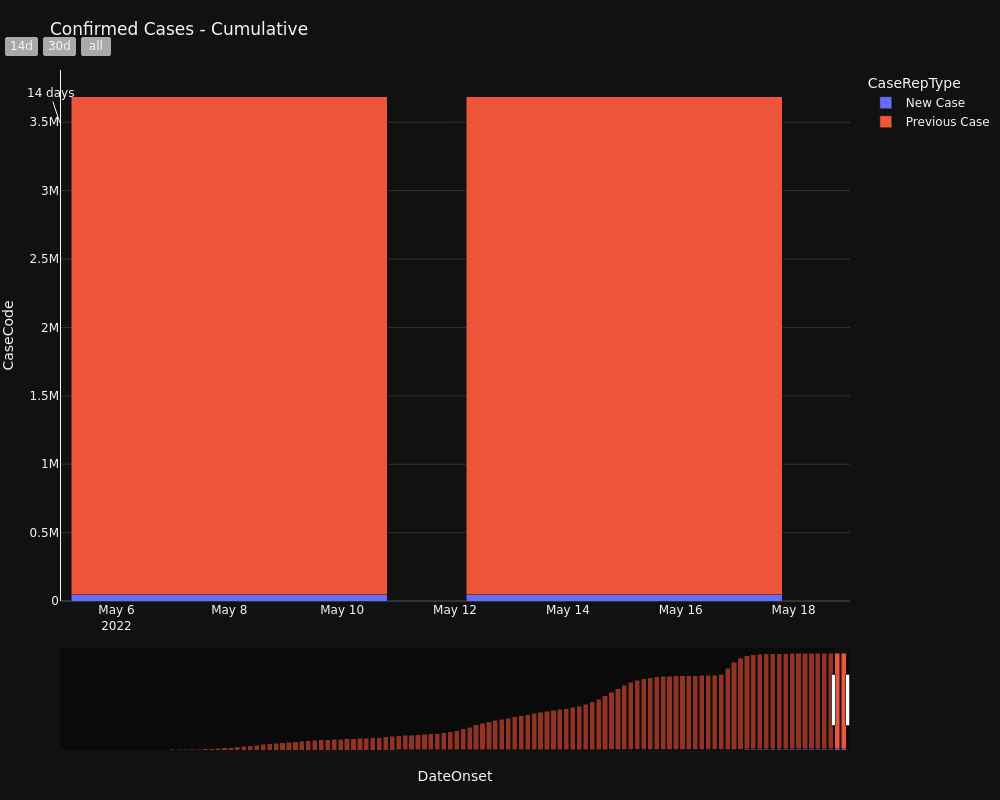 Confirmed Cases - Cumulative
14d 30d all
14 days
CaseRepType
New Case
Previous Case
3.5M
3M
2.5M
2M
1.5M
1M
0.5M
0
CaseCode
May 6 May 8 May 10 May 12 May 14 May 16 May 18
2022
DateOnset